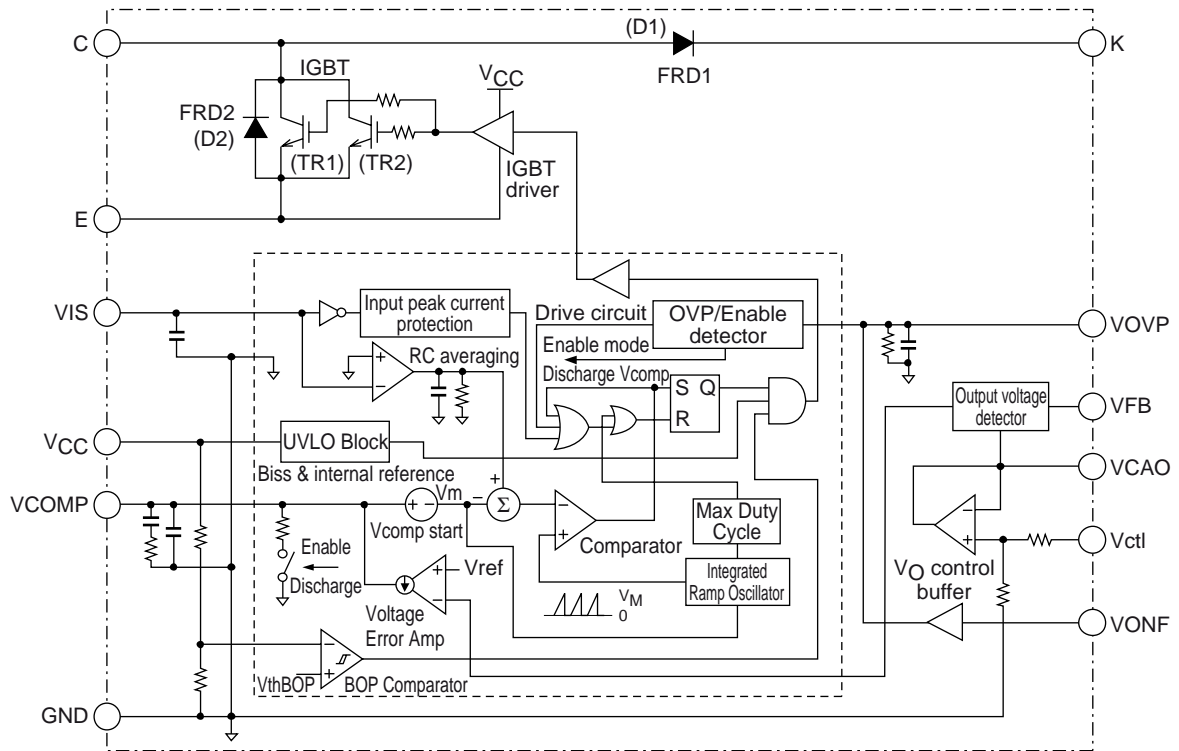 C
(D1)
K
FRD1
IGBT
VCC
FRD2
(D2)
(TR1)
(TR2)
IGBT
driver
E
VIS
Input peak current
protection
Drive circuit
OVP/Enable
detector
VOVP
RC averaging
Enable mode
Discharge Vcomp
S Q
R
Output voltage
detector
VFB
VCC
UVLO Block
Biss & internal reference
VCAO
VCOMP
+ −
Vm
−
+
Σ
Vcomp start
−
+
Comparator
Max Duty
Cycle
+
−
−
+
Vctl
Enable
Discharge
+
−
Vref
Voltage
Error Amp
VM
0
Integrated
Ramp Oscillator
VO control
buffer
VONF
−
+
VthBOP
BOP Comparator
GND